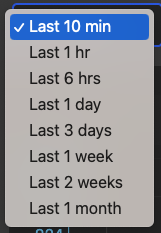 ✓ Last 10 min
Last 1 hr
Last 6 hrs
Last 1 day
Last 3 days
Last 1 week
Last 2 weeks
Last 1 month